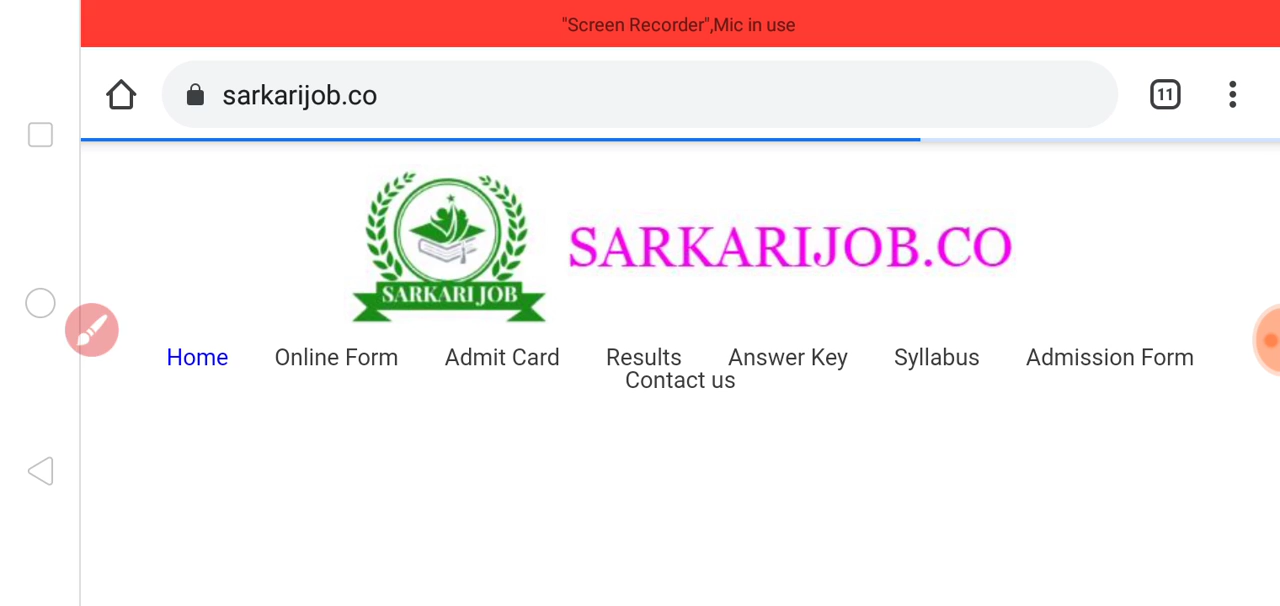 "Screen Recorder",Mic in use
sarkarijob.co
11
SARKARIJOB.CO
SARKARI JOB
Home Online Form Admit Card Results Answer Key Syllabus Admission Form
Contact us